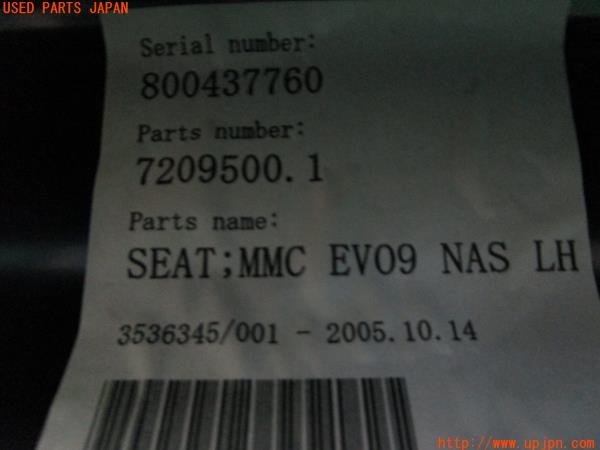 USED PARTS JAPAN
Serial number:
800437760
Parts number:
7209500.1
Parts name:
SEAT;MMC EVO9 NAS LH
3536345/001 - 2005.10.14
http://www.upjpn.com